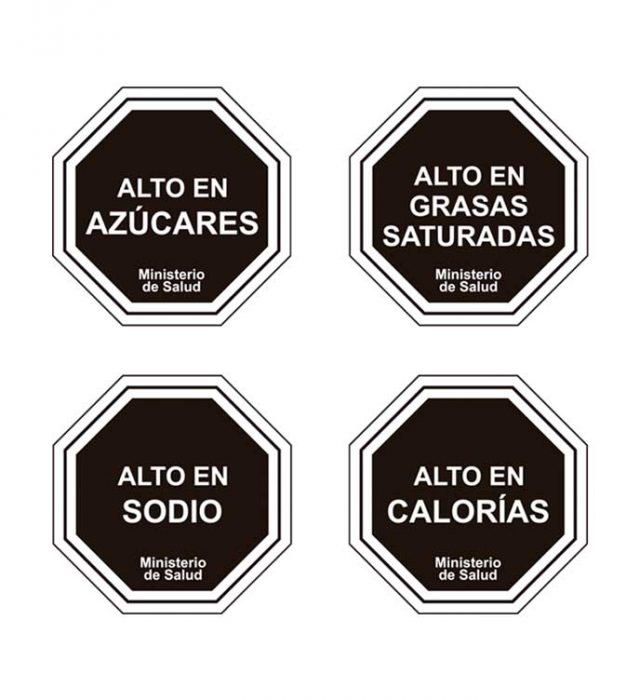 ALTO EN
AZÚCARES
Ministerio
de Salud
ALTO EN
GRASAS
SATURADAS
Ministerio
de Salud
ALTO EN
SODIO
Ministerio
de Salud
ALTO EN
CALORÍAS
Ministerio
de Salud